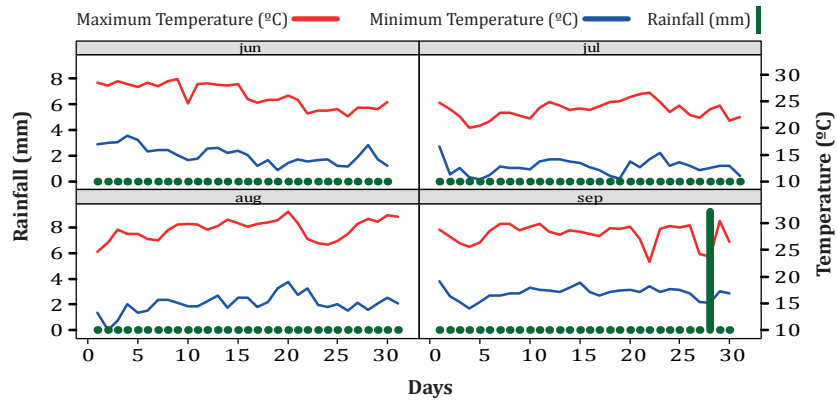 Maximum Temperature (ºC) Minimum Temperature (ºC) Rainfall (mm)
jun jul
8
6
4
2
0
30
25
20
15
10
aug sep
8
6
4
2
0
30
25
20
15
10
Rainfall (mm)
Temperature (ºC)
0 5 10 15 20 25 30 0 5 10 15 20 25 30
Days